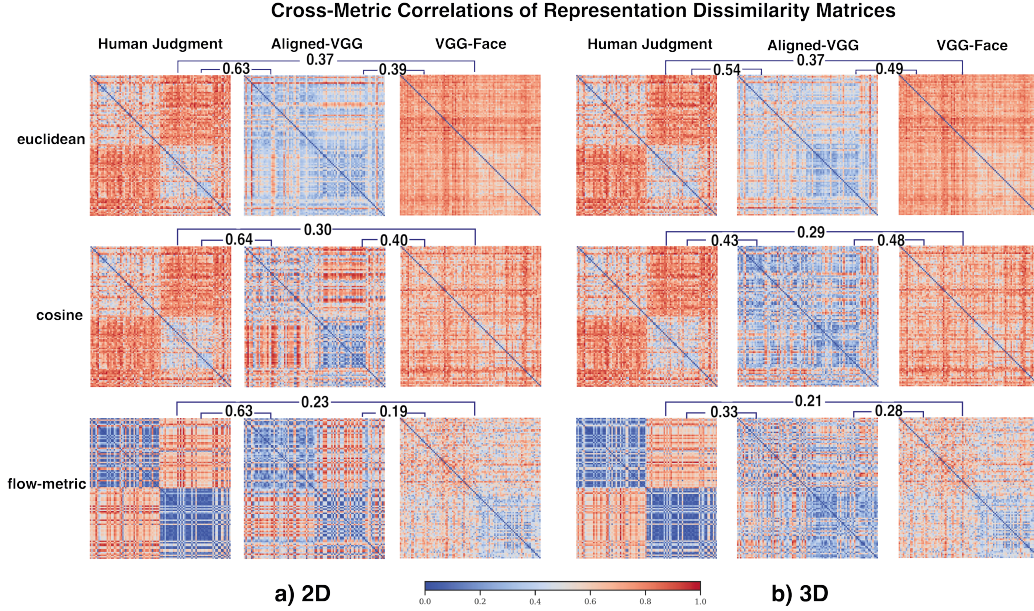 Cross-Metric Correlations of Representation Dissimilarity Matrices
Human Judgment Aligned-VGG VGG-Face Human Judgment Aligned-VGG VGG-Face
0.37 0.37
0.63 0.39 0.54 0.49
euclidean
0.30 0.29
0.64 0.40 0.43 0.48
cosine
0.23 0.21
0.63 0.19 0.33 0.28
flow-metric
a) 2D b) 3D
0.0 0.2 0.4 0.6 0.8 1.0